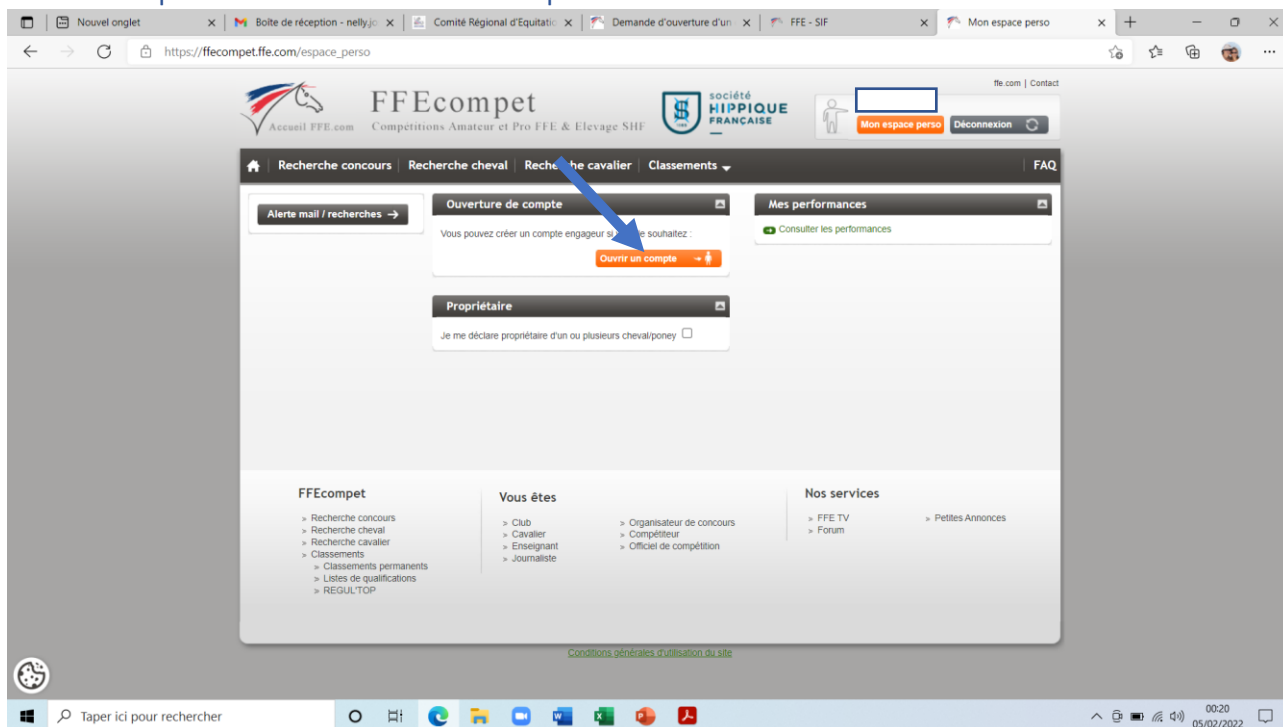 Nouvel onglet
Boîte de réception - nelly.jo
Comité Régional d'Equitatio
Demande d'ouverture d'un
FFE - SIF
Mon espace perso
https://ffecompet.ffe.com/espace_perso
ffe.com | Contact
FFEcompet
société
HIPPIQUE
FRANÇAISE
Accueil FFE.com
Compétitions Amateur et Pro FFE & Elevage SHF
Mon espace perso
Déconnexion
Recherche concours
Recherche cheval
Recherche cavalier
Classements
FAQ
Alerte mail / recherches
Ouverture de compte
Vous pouvez créer un compte engageur si le souhaitez :
Ouvrir un compte
Propriétaire
Je me déclare propriétaire d'un ou plusieurs cheval/poney
Mes performances
Consulter les performances
FFEcompet
» Recherche concours
» Recherche cheval
» Recherche cavalier
» Classements
» Classements permanents
» Listes de qualifications
» REGUL'TOP
Vous êtes
» Club
» Cavalier
» Enseignant
» Journaliste
» Organisateur de concours
» Compétiteur
» Officiel de compétition
Nos services
» FFE TV
» Forum
» Petites Annonces
Conditions générales d'utilisation du site
Taper ici pour rechercher
00:20
05/02/2022